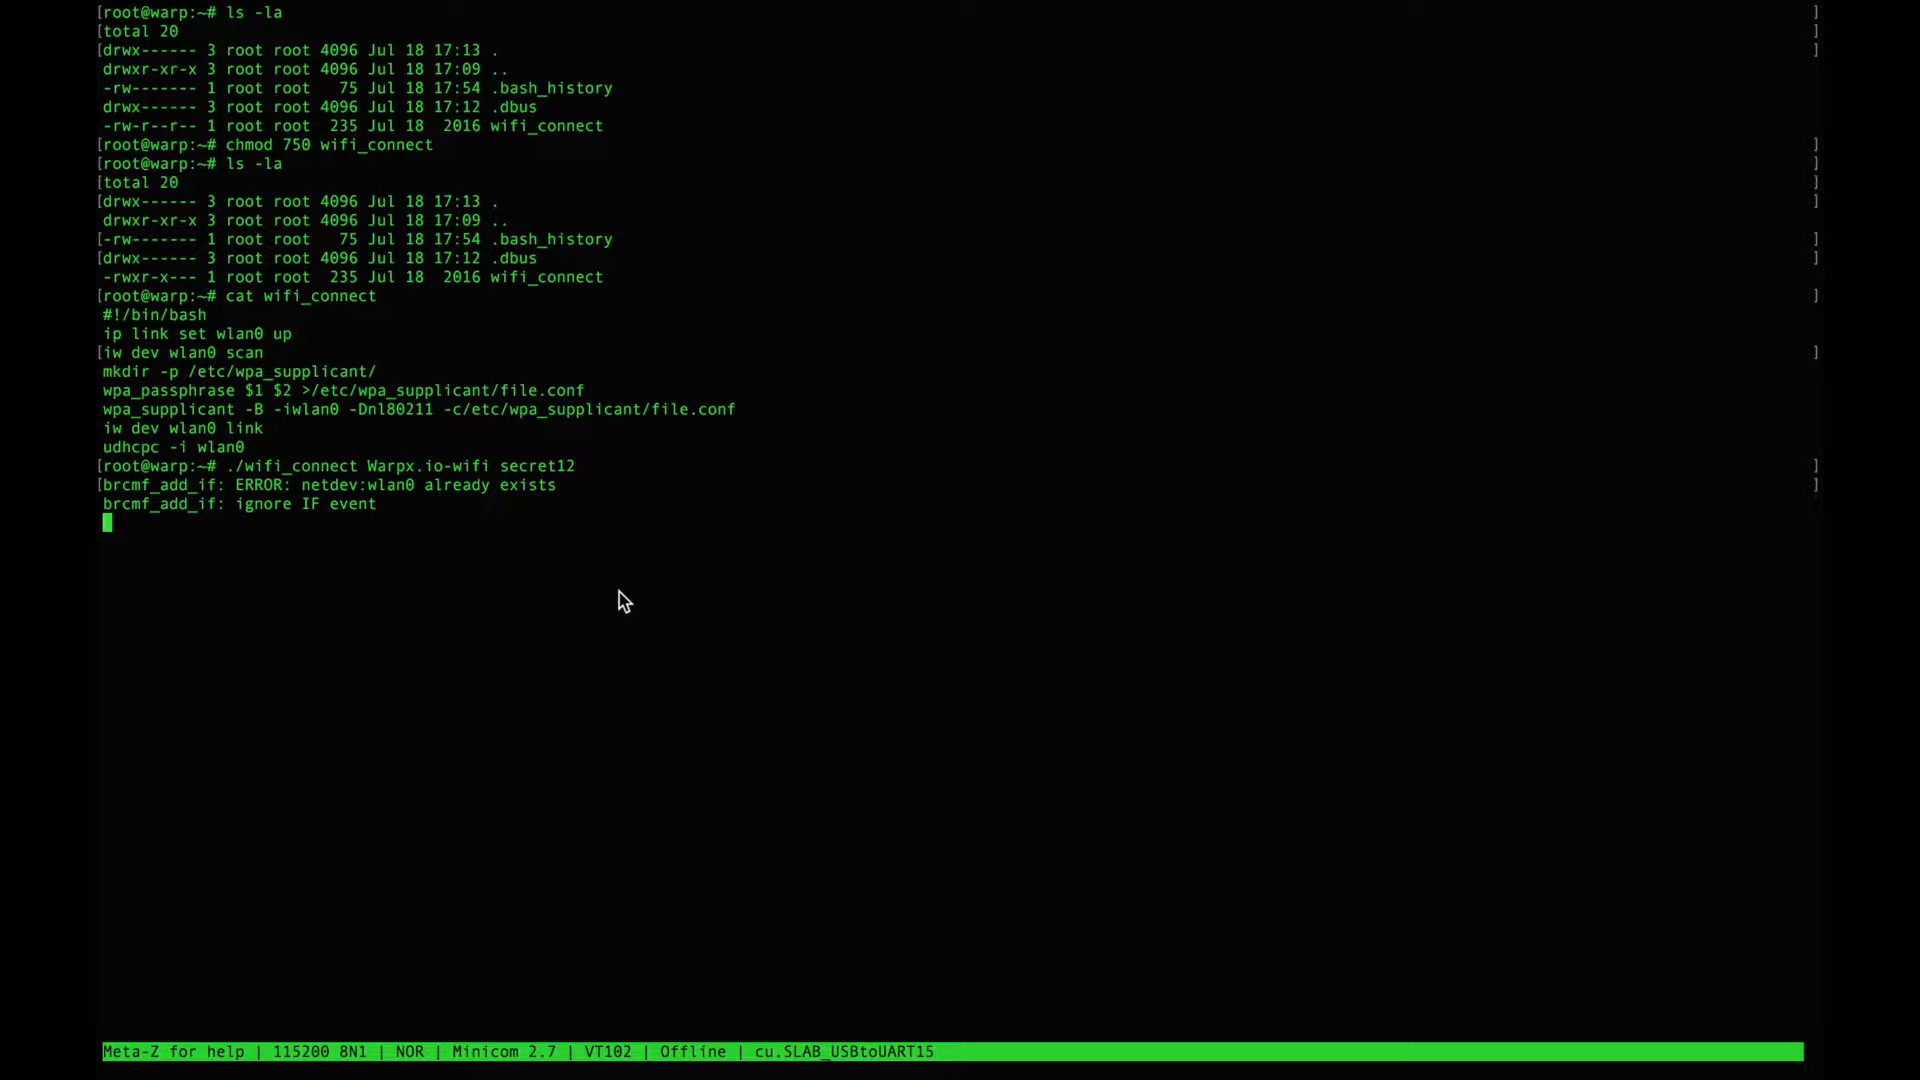 [root@warp:~# ls -la ]
[total 20 ]
[drwx------ 3 root root 4096 Jul 18 17:13 . ]
drwxr-xr-x 3 root root 4096 Jul 18 17:09 ..
-rw------- 1 root root   75 Jul 18 17:54 .bash_history
drwx------ 3 root root 4096 Jul 18 17:12 .dbus
-rw-r--r-- 1 root root  235 Jul 18  2016 wifi_connect
[root@warp:~# chmod 750 wifi_connect ]
[root@warp:~# ls -la ]
[total 20 ]
[drwx------ 3 root root 4096 Jul 18 17:13 . ]
drwxr-xr-x 3 root root 4096 Jul 18 17:09 ..
[-rw------- 1 root root   75 Jul 18 17:54 .bash_history ]
[drwx------ 3 root root 4096 Jul 18 17:12 .dbus ]
-rwxr-x--- 1 root root  235 Jul 18  2016 wifi_connect
[root@warp:~# cat wifi_connect ]
#!/bin/bash
ip link set wlan0 up
[iw dev wlan0 scan ]
mkdir -p /etc/wpa_supplicant/
wpa_passphrase $1 $2 >/etc/wpa_supplicant/file.conf
wpa_supplicant -B -iwlan0 -Dnl80211 -c/etc/wpa_supplicant/file.conf
iw dev wlan0 link
udhcpc -i wlan0
[root@warp:~# ./wifi_connect Warpx.io-wifi secret12 ]
[brcmf_add_if: ERROR: netdev:wlan0 already exists ]
brcmf_add_if: ignore IF event
Meta-Z for help | 115200 8N1 | NOR | Minicom 2.7 | VT102 | Offline | cu.SLAB_USBtoUART15